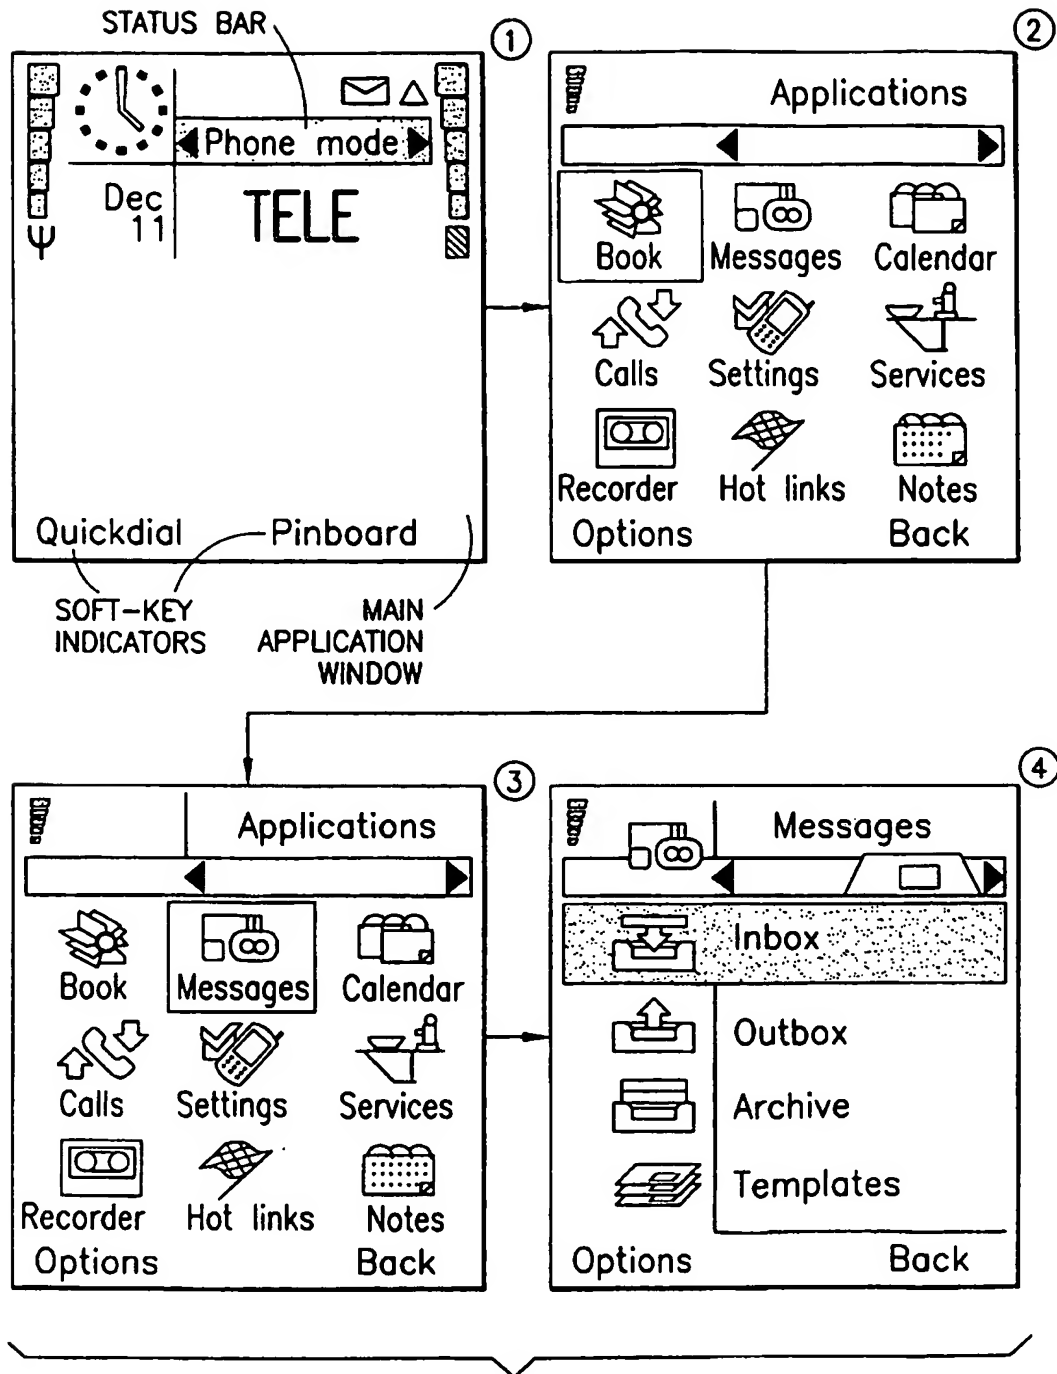 STATUS BAR
1
Phone mode
Dec
11
TELE
Quickdial Pinboard
SOFT-KEY
INDICATORS
MAIN
APPLICATION
WINDOW
2
Applications
Book Messages Calendar
Calls Settings Services
Recorder Hot links Notes
Options Back
3
Applications
Book Messages Calendar
Calls Settings Services
Recorder Hot links Notes
Options Back
4
Messages
Inbox
Outbox
Archive
Templates
Options Back